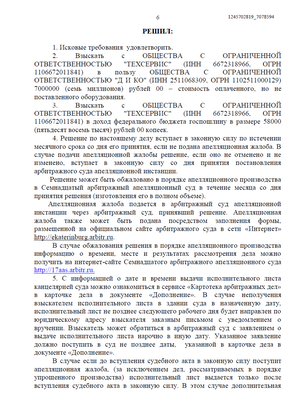 6
1245702819_7078594
РЕШИЛ:
1. Исковые требования удовлетворить.
2. Взыскать с ОБЩЕСТВА С ОГРАНИЧЕННОЙ
ОТВЕТСТВЕННОСТЬЮ "ТЕХСЕРВИС" (ИНН 6672318966, ОГРН
1106672011841) в пользу ОБЩЕСТВА С ОГРАНИЧЕННОЙ
ОТВЕТСТВЕННОСТЬЮ "Д И КО" (ИНН 2511068309, ОГРН 1102511000129)
7000000 (семь миллионов) рублей 00 – стоимость оплаченного, но не
поставленного оборудования.
3. Взыскать с ОБЩЕСТВА С ОГРАНИЧЕННОЙ
ОТВЕТСТВЕННОСТЬЮ "ТЕХСЕРВИС" (ИНН 6672318966, ОГРН
1106672011841) в доход федерального бюджета госпошлину в размере 58000
(пятьдесят восемь тысяч) рублей 00 копеек.
4. Решение по настоящему делу вступает в законную силу по истечении
месячного срока со дня его принятия, если не подана апелляционная жалоба. В
случае подачи апелляционной жалобы решение, если оно не отменено и не
изменено, вступает в законную силу со дня принятия постановления
арбитражного суда апелляционной инстанции.
Решение может быть обжаловано в порядке апелляционного производства
в Семнадцатый арбитражный апелляционный суд в течение месяца со дня
принятия решения (изготовления его в полном объеме).
Апелляционная жалоба подается в арбитражный суд апелляционной
инстанции через арбитражный суд, принявший решение. Апелляционная
жалоба также может быть подана посредством заполнения формы,
размещенной на официальном сайте арбитражного суда в сети «Интернет»
http://ekaterinburg.arbitr.ru.
В случае обжалования решения в порядке апелляционного производства
информацию о времени, месте и результатах рассмотрения дела можно
получить на интернет-сайте Семнадцатого арбитражного апелляционного суда
http://17aas.arbitr.ru.
5. С информацией о дате и времени выдачи исполнительного листа
канцелярией суда можно ознакомиться в сервисе «Картотека арбитражных дел»
в карточке дела в документе «Дополнение». В случае неполучения
взыскателем исполнительного листа в здании суда в назначенную дату,
исполнительный лист не позднее следующего рабочего дня будет направлен по
юридическому адресу взыскателя заказным письмом с уведомлением о
вручении. Взыскатель может обратиться в арбитражный суд с заявлением о
выдаче исполнительного листа нарочно в иную дату. Указанное заявление
должно поступить в суд не позднее даты, указанной в карточке дела в
документе «Дополнение».
В случае если до вступления судебного акта в законную силу поступит
апелляционная жалоба, (за исключением дел, рассматриваемых в порядке
упрощенного производства) исполнительный лист выдается только после
вступления судебного акта в законную силу. В этом случае дополнительная